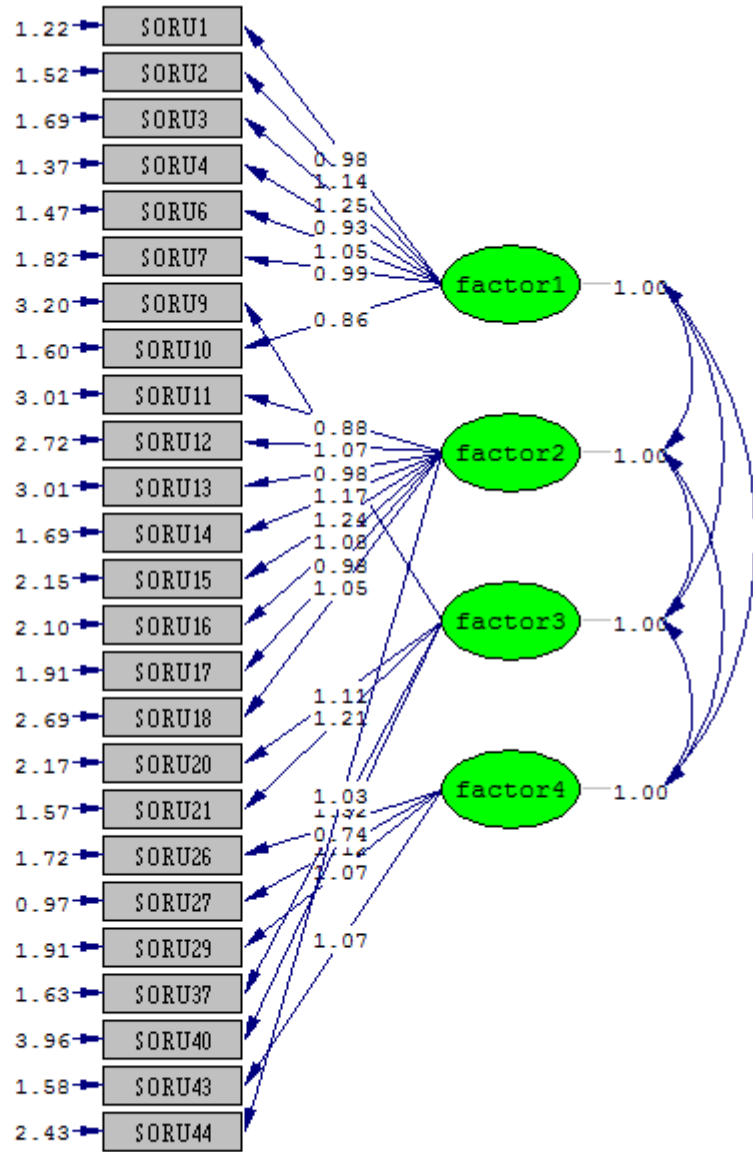 1.22 SORU1
1.52 SORU2
1.69 SORU3
1.37 SORU4
1.47 SORU6
1.82 SORU7
3.20 SORU9
1.60 SORU10
3.01 SORU11
2.72 SORU12
3.01 SORU13
1.69 SORU14
2.15 SORU15
2.10 SORU16
1.91 SORU17
2.69 SORU18
2.17 SORU20
1.57 SORU21
1.72 SORU26
0.97 SORU27
1.91 SORU29
1.63 SORU37
3.96 SORU40
1.58 SORU43
2.43 SORU44
0.98
1.14
1.25
0.93
1.05
0.99
0.86
0.88
1.07
0.98
1.17
1.24
1.08
0.98
1.05
1.11
1.21
1.03
0.74
1.07
1.07
factor1 1.00
factor2 1.00
factor3 1.00
factor4 1.00